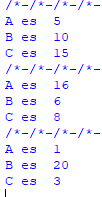 /*-/*-/*-/*-
A es  5
B es  10
C es  15
/*-/*-/*-/*-
A es  16
B es  6
C es  8
/*-/*-/*-/*-
A es  1
B es  20
C es  3